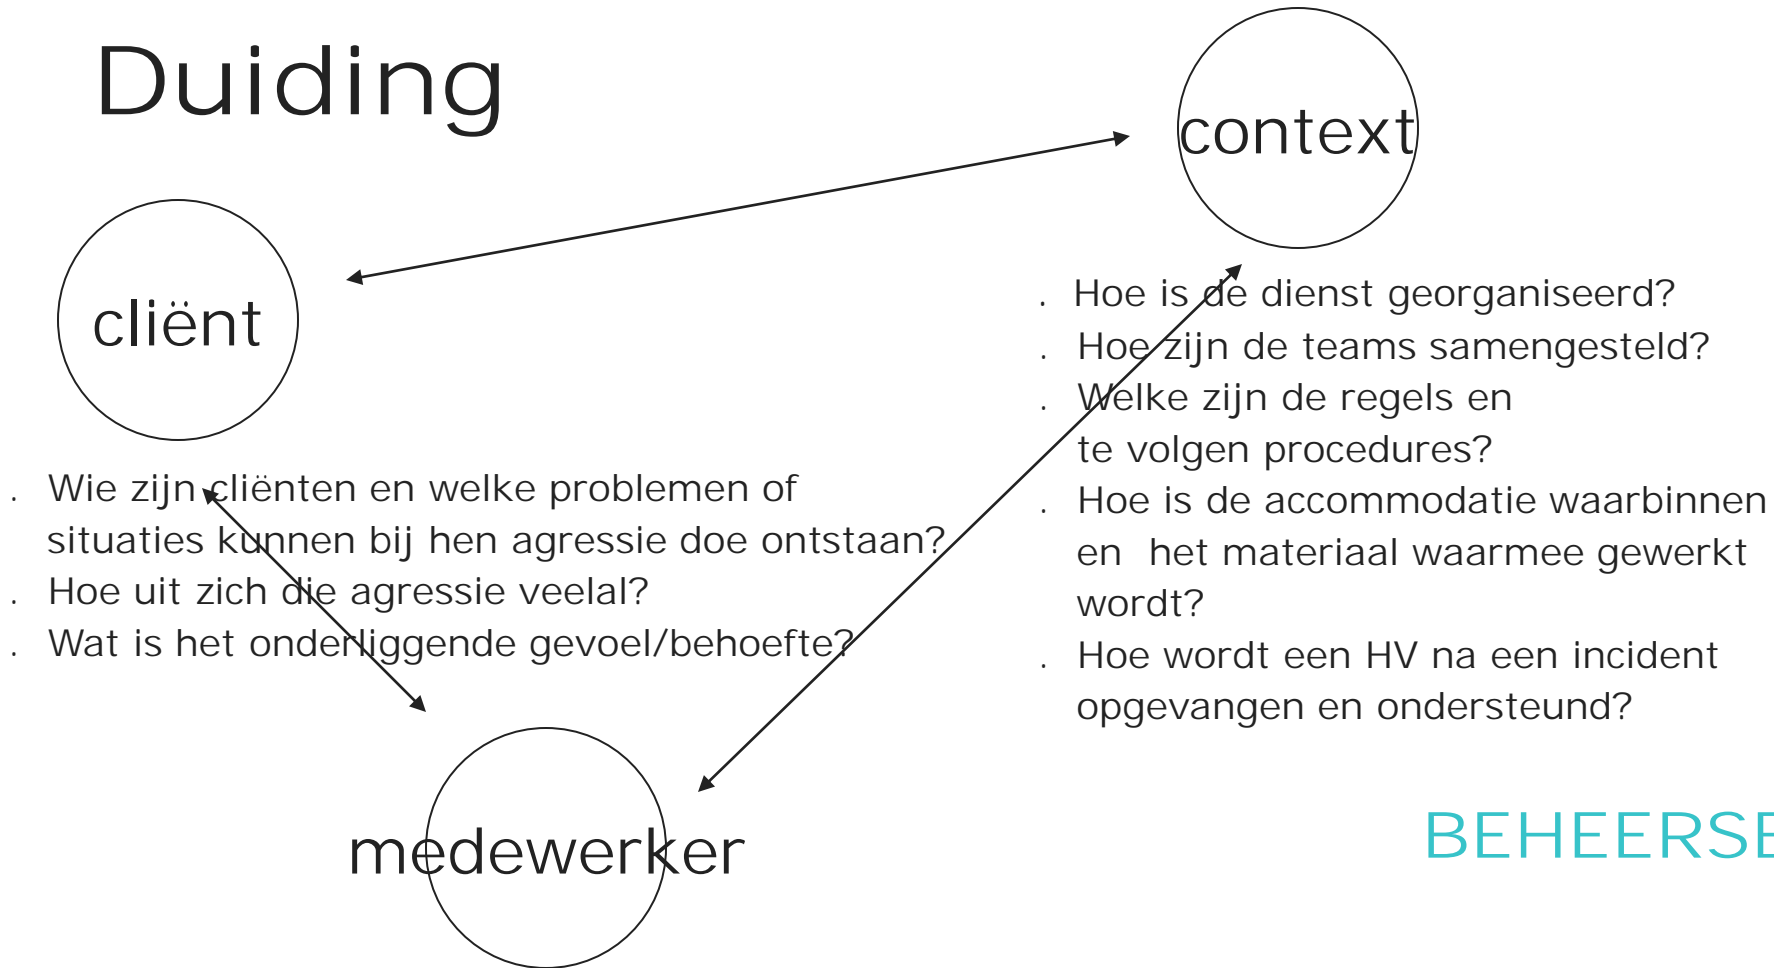 Duiding
context
cliënt
. Hoe is de dienst georganiseerd?
. Hoe zijn de teams samengesteld?
. Welke zijn de regels en
te volgen procedures?
. Hoe is de accommodatie waarbinnen
en het materiaal waarmee gewerkt
wordt?
. Hoe wordt een HV na een incident
opgevangen en ondersteund?
. Wie zijn cliënten en welke problemen of
situaties kunnen bij hen agressie doe ontstaan?
. Hoe uit zich die agressie veelal?
. Wat is het onderliggende gevoel/behoefte?
medewerker
BEHEERSE